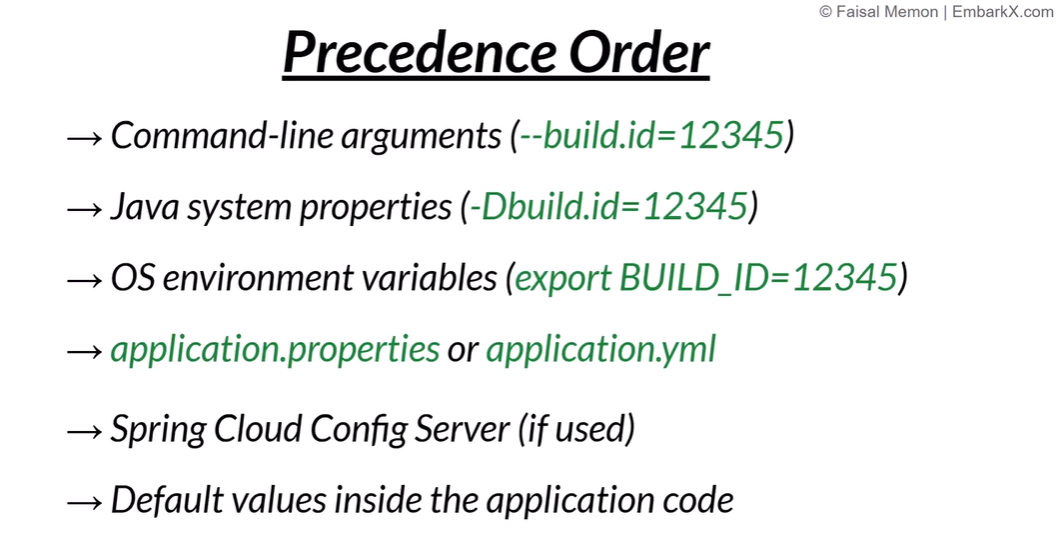 © Faisal Memon | EmbarkX.com
Precedence Order
→ Command-line arguments (--build.id=12345)
→ Java system properties (-Dbuild.id=12345)
→ OS environment variables (export BUILD_ID=12345)
→ application.properties or application.yml
→ Spring Cloud Config Server (if used)
→ Default values inside the application code